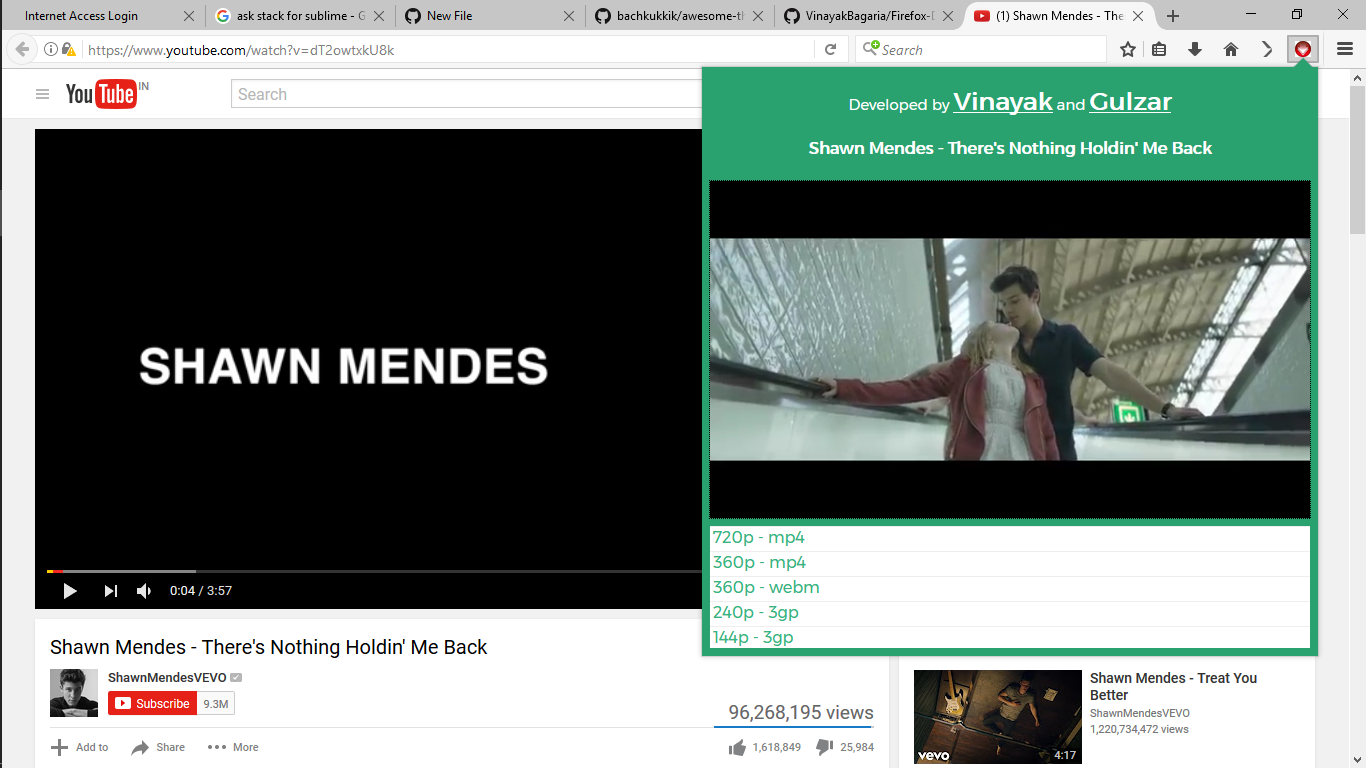 Internet Access Login
ask stack for sublime - G
New File
bachkukkik/awesome-th
VinayakBagaria/Firefox-D
(1) Shawn Mendes - The
https://www.youtube.com/watch?v=dT2owtxkU8k
Search
YouTube IN
Search
Developed by Vinayak and Gulzar
Shawn Mendes - There's Nothing Holdin' Me Back
SHAWN MENDES
720p - mp4
360p - mp4
360p - webm
240p - 3gp
144p - 3gp
0:04 / 3:57
Shawn Mendes - There's Nothing Holdin' Me Back
ShawnMendesVEVO
Subscribe 9.3M
96,268,195 views
Add to
Share
More
1,618,849
25,984
vevo
4:17
Shawn Mendes - Treat You
Better
ShawnMendesVEVO
1,220,734,472 views